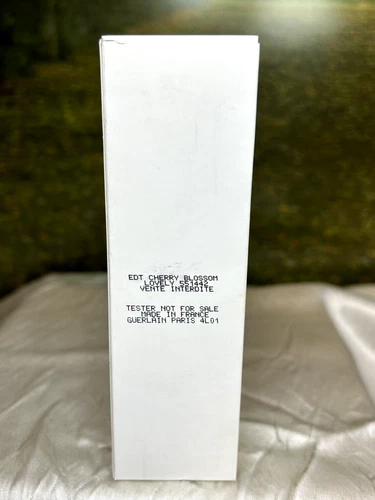 EDT CHERRY BLOSSOM
LOVELY 551442
VENTE INTERDITE
TESTER NOT FOR SALE
MADE IN FRANCE
GUERLAIN PARIS 4L01